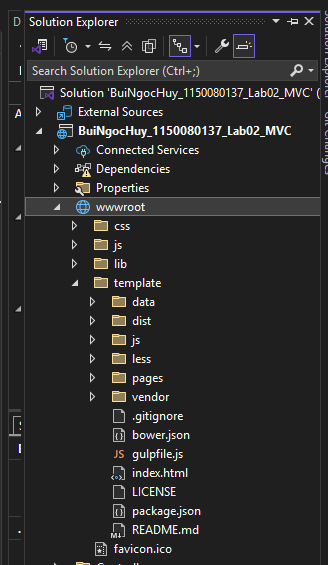 Solution Explorer
Search Solution Explorer (Ctrl+;)
Solution 'BuiNgocHuy_1150080137_Lab02_MVC' (
External Sources
BuiNgocHuy_1150080137_Lab02_MVC
Connected Services
Dependencies
Properties
wwwroot
css
js
lib
template
data
dist
js
less
pages
vendor
.gitignore
bower.json
JS gulpfile.js
index.html
LICENSE
package.json
README.md
favicon.ico